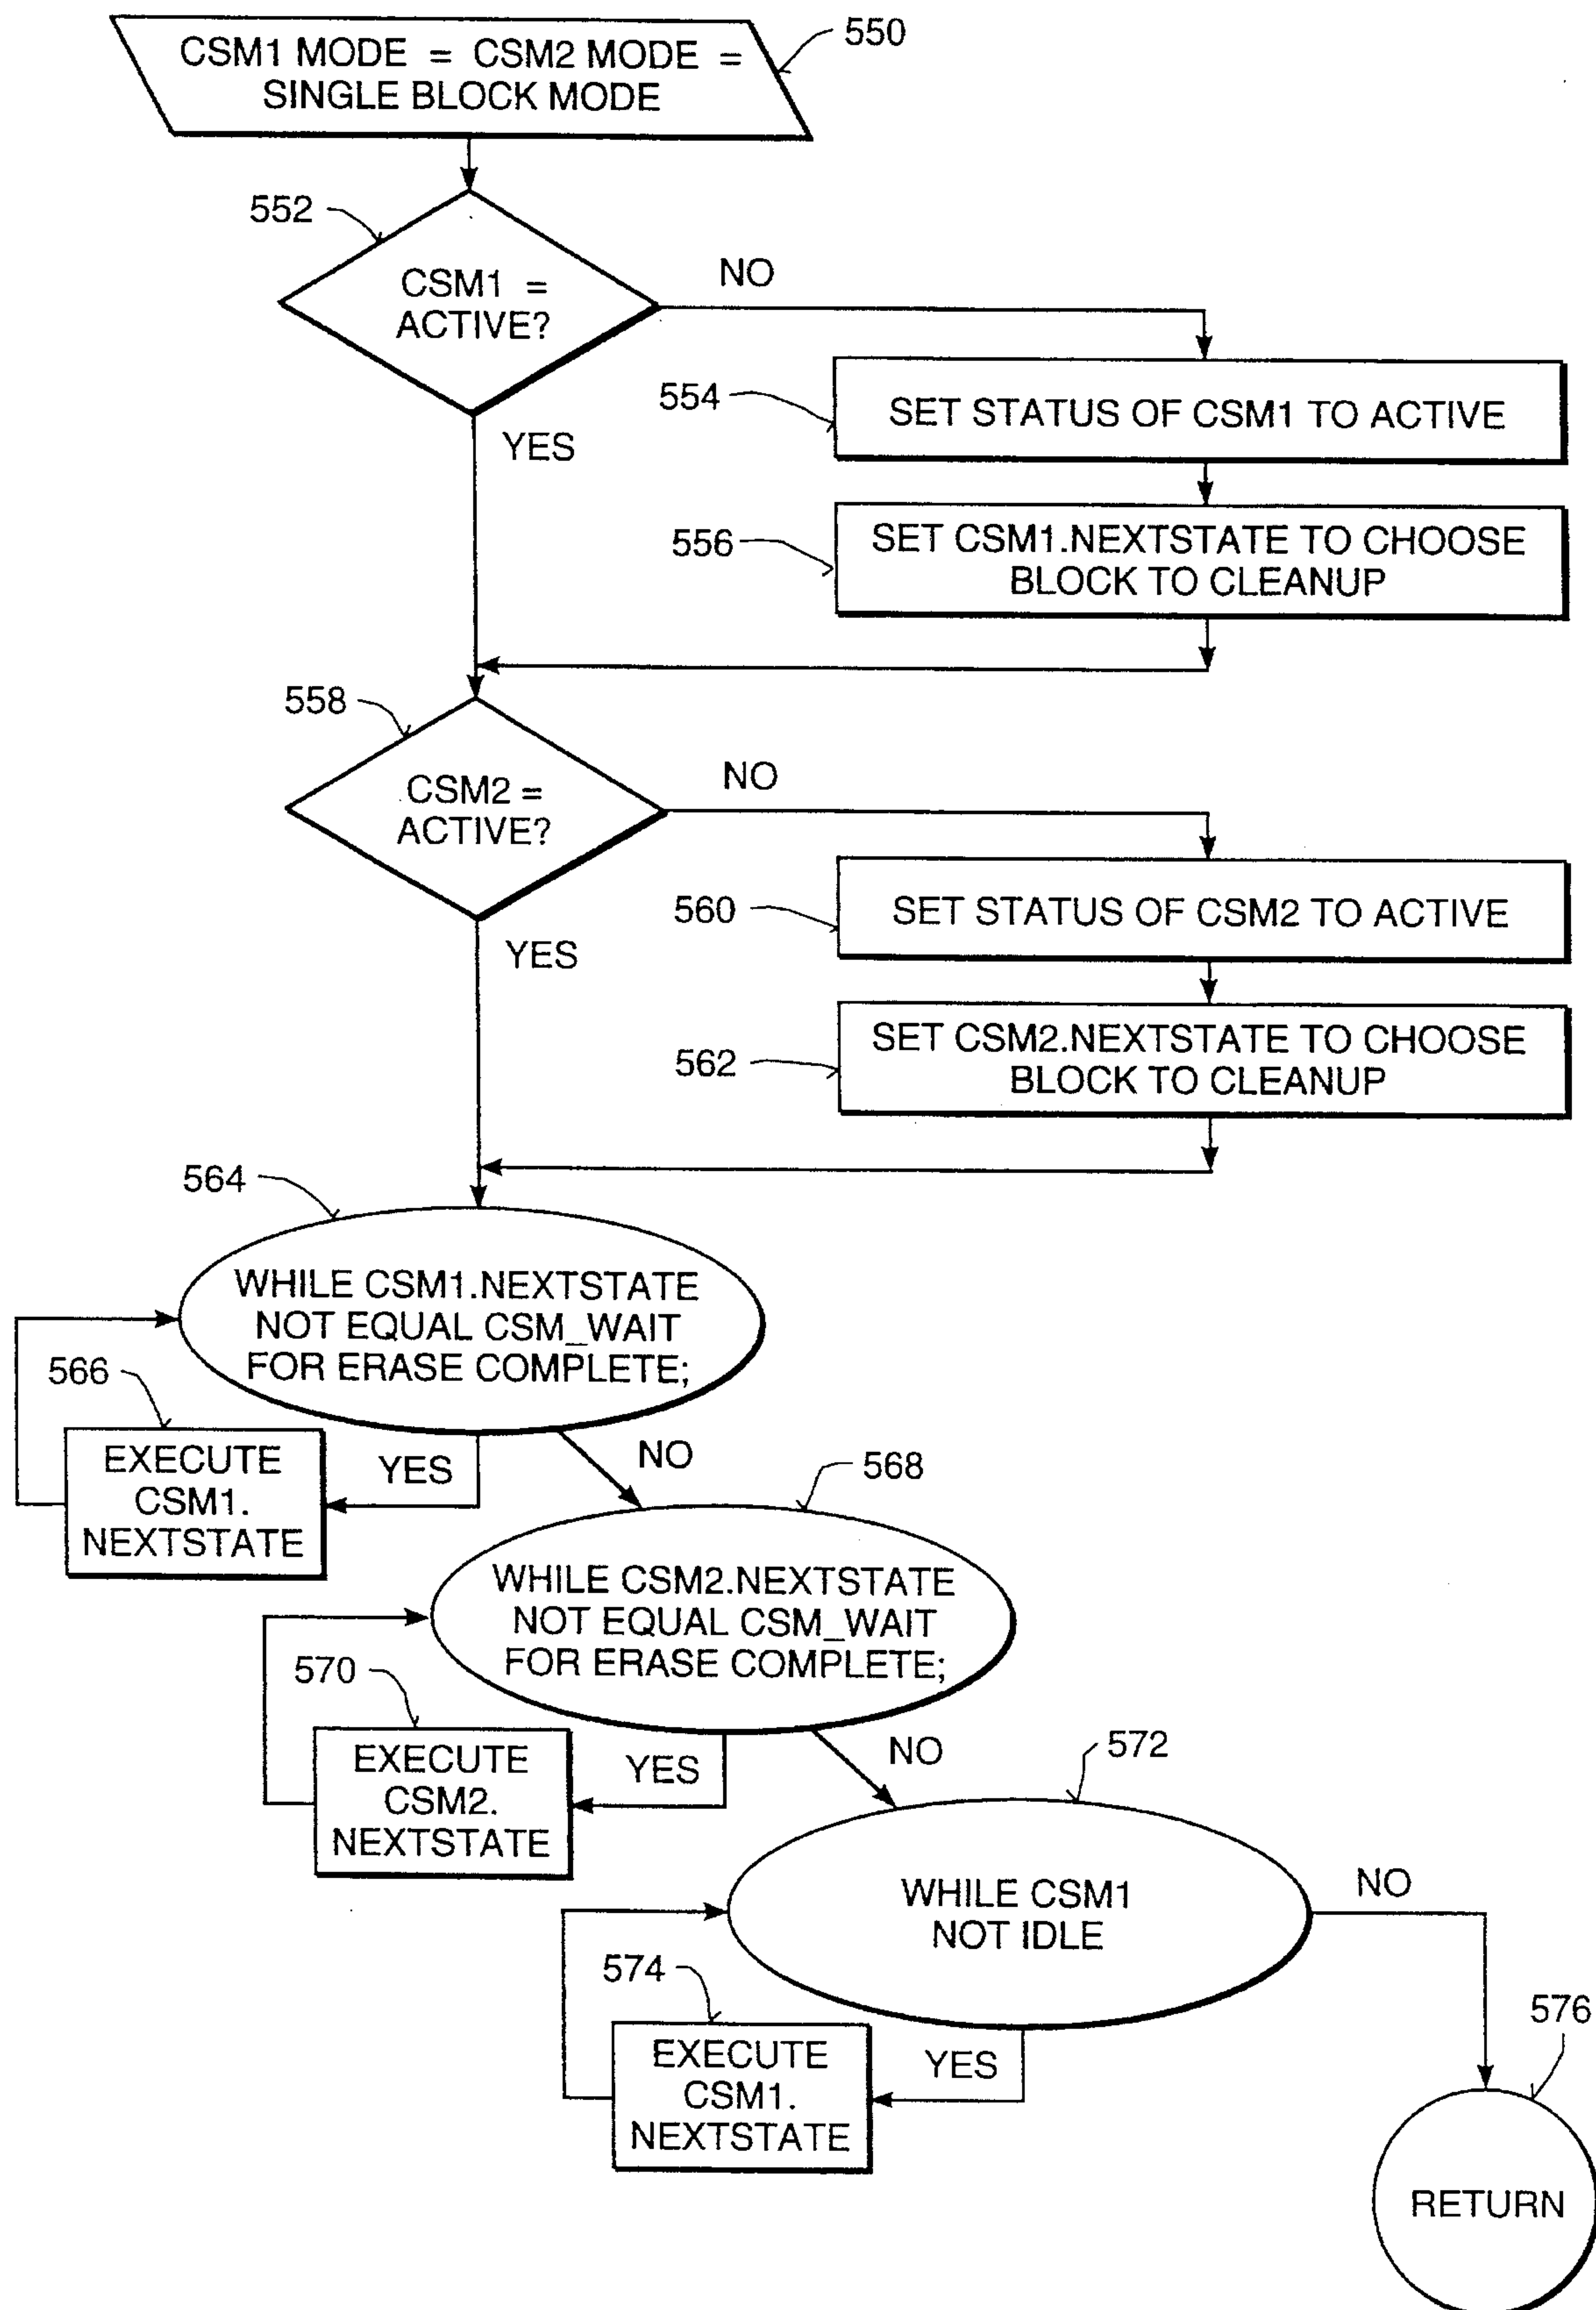 CSM1 MODE = CSM2 MODE =
SINGLE BLOCK MODE
550
552
CSM1 =
ACTIVE?
NO
YES
554
SET STATUS OF CSM1 TO ACTIVE
556
SET CSM1.NEXTSTATE TO CHOOSE
BLOCK TO CLEANUP
558
CSM2 =
ACTIVE?
NO
YES
560
SET STATUS OF CSM2 TO ACTIVE
562
SET CSM2.NEXTSTATE TO CHOOSE
BLOCK TO CLEANUP
564
WHILE CSM1.NEXTSTATE
NOT EQUAL CSM_WAIT
FOR ERASE COMPLETE;
566
EXECUTE
CSM1.
NEXTSTATE
YES
NO
568
WHILE CSM2.NEXTSTATE
NOT EQUAL CSM_WAIT
FOR ERASE COMPLETE;
570
EXECUTE
CSM2.
NEXTSTATE
YES
NO
572
WHILE CSM1
NOT IDLE
NO
574
EXECUTE
CSM1.
NEXTSTATE
YES
576
RETURN